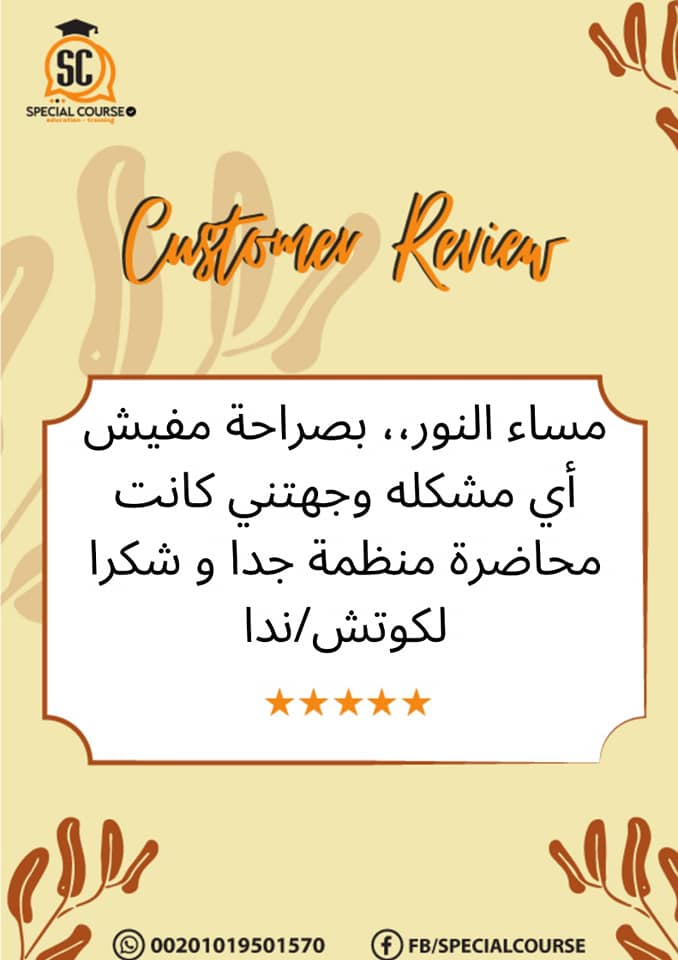 SC
SPECIAL COURSE
education - training
Customer Review
مساء النور،، بصراحة مفيش
أي مشكله وجهتني كانت
محاضرة منظمة جدا و شكرا
لكوتش/ندا
00201019501570
FB/SPECIALCOURSE